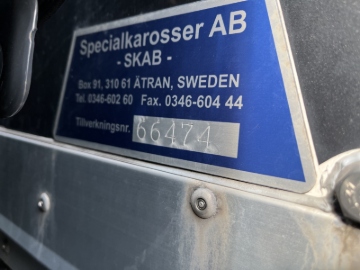 Specialkarosser AB
- SKAB -
Box 91, 310 61 ÄTRAN, SWEDEN
Tel. 0346-602 60 Fax. 0346-604 44
Tillverkningsnr. 66474